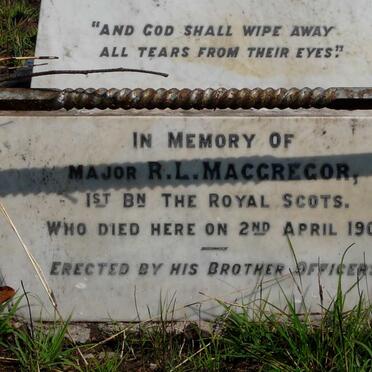 "AND GOD SHALL WIPE AWAY
ALL TEARS FROM THEIR EYES".
IN MEMORY OF
MAJOR R.L. MACGREGOR,
1ST BN THE ROYAL SCOTS.
WHO DIED HERE ON 2ND APRIL 190
ERECTED BY HIS BROTHER OFFICERS